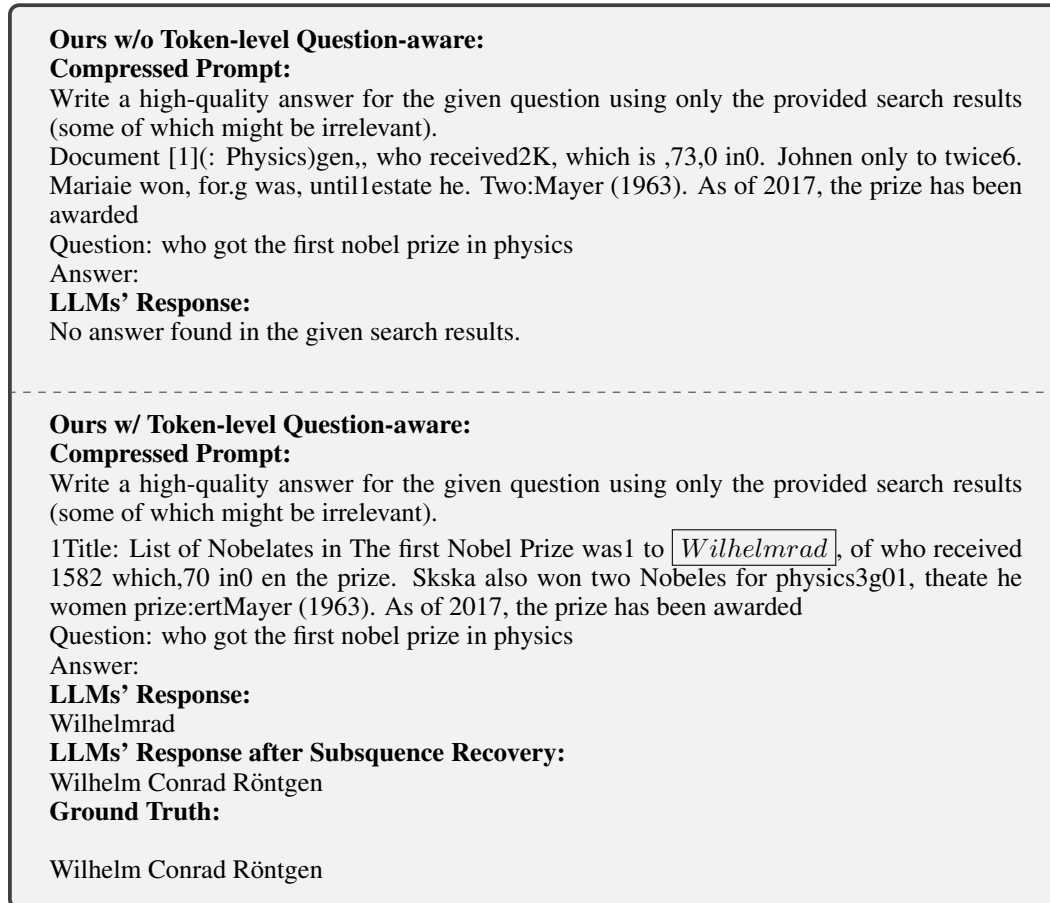 Ours w/o Token-level Question-aware:
Compressed Prompt:
Write a high-quality answer for the given question using only the provided search results
(some of which might be irrelevant).
Document [1](: Physics)gen,, who received2K, which is ,73,0 in0. Johnen only to twice6.
Mariaie won, for.g was, until1estate he. Two:Mayer (1963). As of 2017, the prize has been
awarded
Question: who got the first nobel prize in physics
Answer:
LLMs’ Response:
No answer found in the given search results.
Ours w/ Token-level Question-aware:
Compressed Prompt:
Write a high-quality answer for the given question using only the provided search results
(some of which might be irrelevant).
1Title: List of Nobelates in The first Nobel Prize was1 to Wilhelmrad, of who received
1582 which,70 in0 en the prize. Skska also won two Nobeles for physics3g01, theate he
women prize:ertMayer (1963). As of 2017, the prize has been awarded
Question: who got the first nobel prize in physics
Answer:
LLMs’ Response:
Wilhelmrad
LLMs’ Response after Subsquence Recovery:
Wilhelm Conrad Röntgen
Ground Truth:
Wilhelm Conrad Röntgen